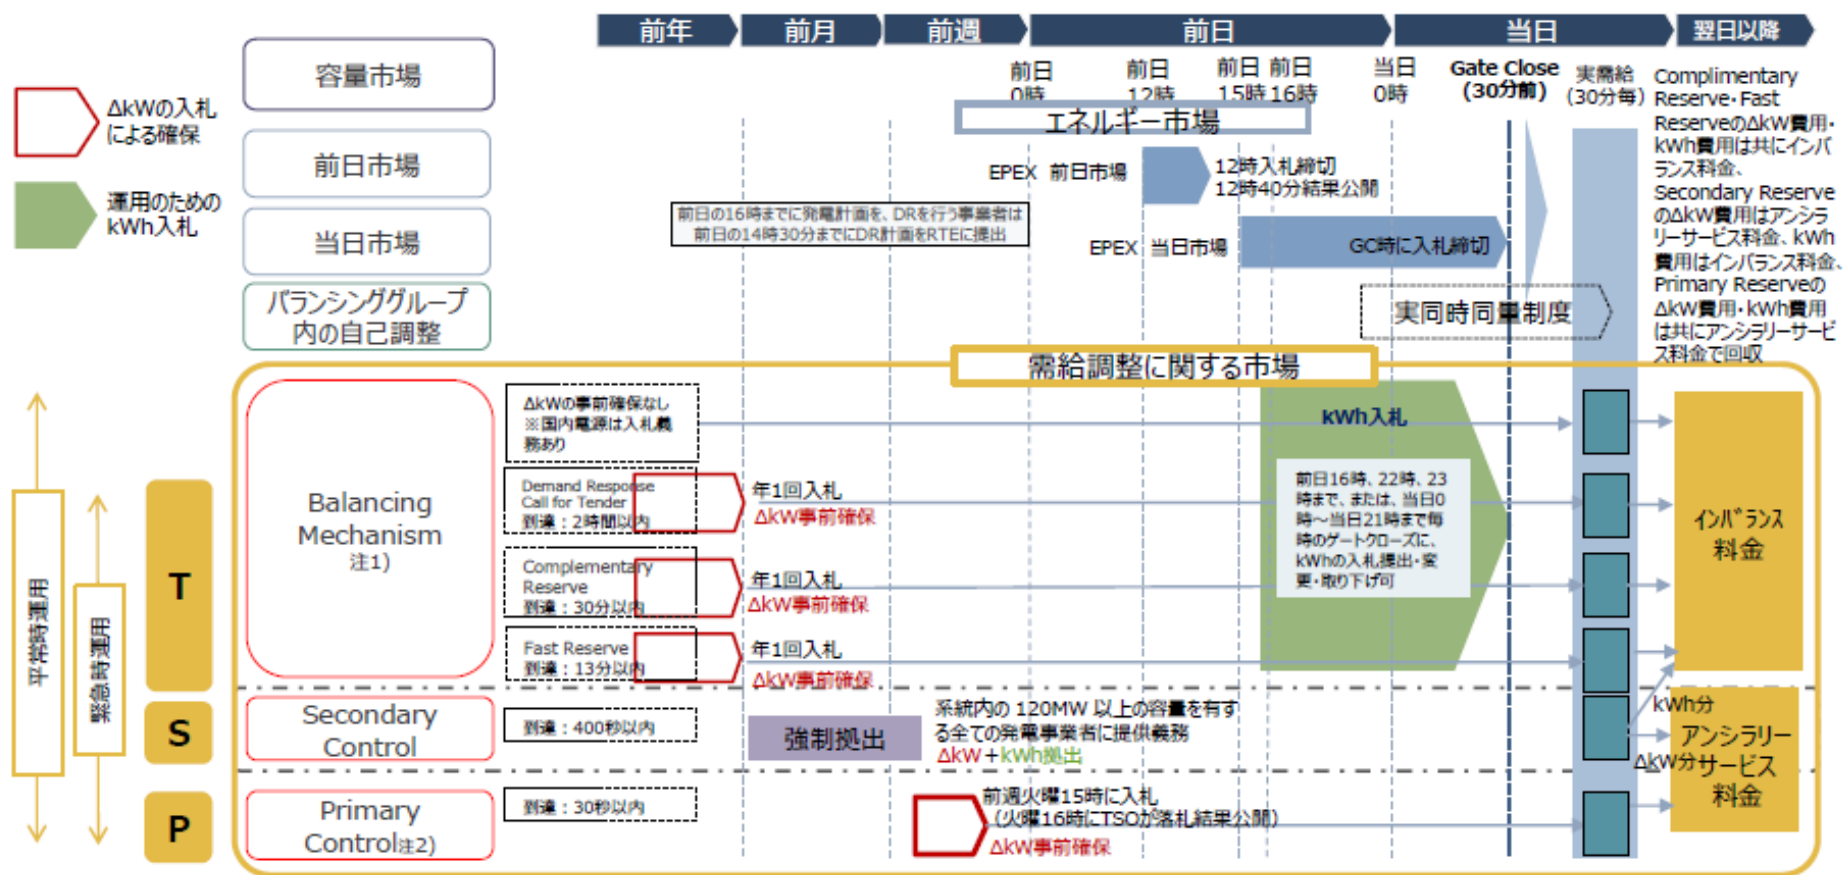 前年
前月
前週
前日
当日
翌日以降
ΔkWの入札
による確保
運用のための
kWh入札
容量市場
前日市場
当日市場
バランシンググループ
内の自己調整
前日
0時
前日
12時
前日
15時
前日
16時
当日
0時
Gate Close
(30分前)
実需給
(30分毎)
エネルギー市場
EPEX 前日市場
12時入札締切
12時40分結果公開
前日の16時までに発電計画を、DRを行う事業者は
前日の14時30分までにDR計画をRTEに提出
EPEX 当日市場
GC時に入札締切
実同時同量制度
Complimentary
Reserve・Fast
ReserveのΔkW費用・
kWh費用は共にインバ
ランス料金、
Secondary Reserve
のΔkW費用はアンシラ
リーサービス料金、kWh
費用はインバランス料金、
Primary Reserveの
ΔkW費用・kWh費用
は共にアンシラリーサービ
ス料金で回収
需給調整に関する市場
平常時運用
緊急時運用
T
S
P
Balancing
Mechanism
注1)
ΔkWの事前確保なし
※国内電源は入札義
務あり
Demand Response
Call for Tender
到達：2時間以内
年1回入札
ΔkW事前確保
Complementary
Reserve
到達：30分以内
年1回入札
ΔkW事前確保
Fast Reserve
到達：13分以内
年1回入札
ΔkW事前確保
kWh入札
前日16時、22時、23
時まで、または、当日0
時～当日21時まで毎
時のゲートクローズに、
kWhの入札提出・変
更・取り下げ可
インバランス
料金
Secondary
Control
到達：400秒以内
強制拠出
系統内の 120MW 以上の容量を有す
る全ての発電事業者に提供義務
ΔkW＋kWh拠出
kWh分
ΔkW分
アンシラリー
サービス
料金
Primary
Control注2)
到達：30秒以内
前週火曜15時に入札
（火曜16時にTSOが落札結果公開）
ΔkW事前確保